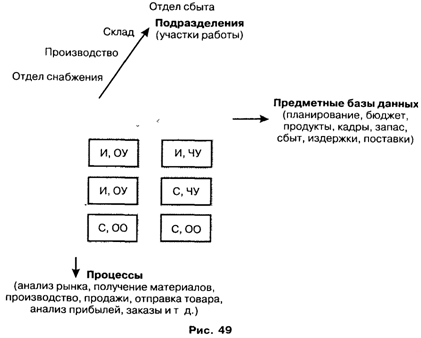 Отдел сбыта
Склад
Подразделения
(участки работы)
Производство
Отдел снабжения
Предметные базы данных
(планирование, бюджет,
продукты, кадры, запас,
сбыт, издержки, поставки)
И, ОУ
И, ЧУ
И, ОУ
С, ЧУ
С, ОО
С, ОО
Процессы
(анализ рынка, получение материалов,
производство, продажи, отправка товара,
анализ прибылей, заказы и т д.)
Рис. 49